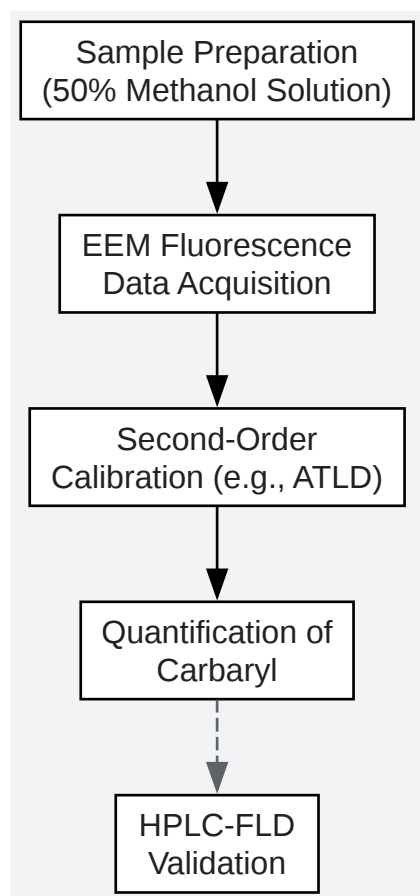 Sample Preparation
(50% Methanol Solution)
EEM Fluorescence
Data Acquisition
Second-Order
Calibration (e.g., ATLD)
Quantification of
Carbaryl
HPLC-FLD
Validation